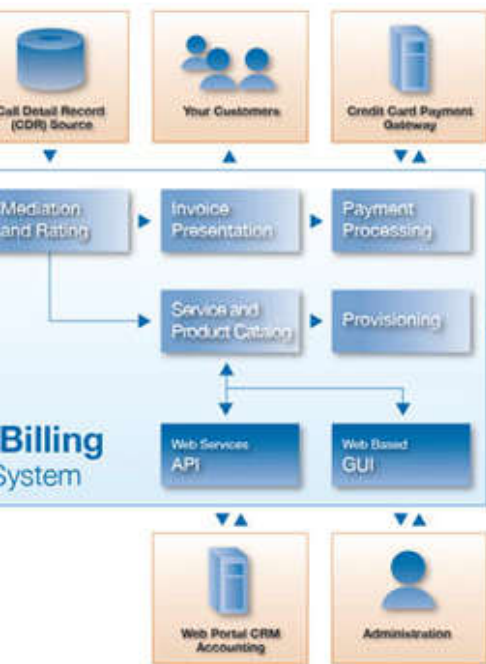 Call Detail Record
(CDR) Source
Your Customers
Credit Card Payment
Gateway
Mediation
and Rating
Invoice
Presentation
Payment
Processing
Service and
Product Catalog
Provisioning
Billing
System
Web Services
API
Web Based
GUI
Web Portal CRM
Accounting
Administration